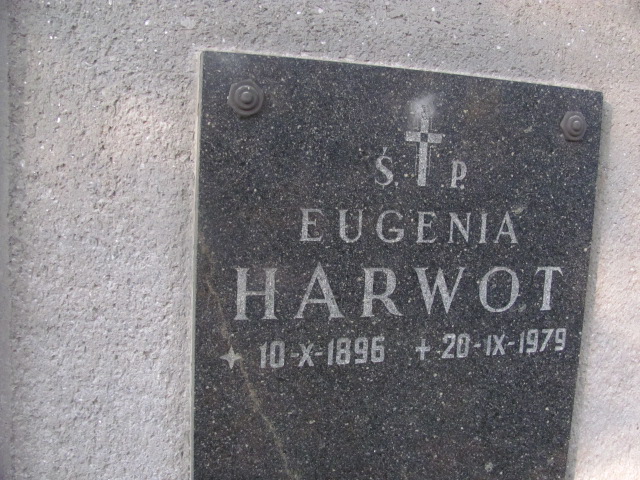 Ś. P.
EUGENIA
HARWOT
10-X-1896 +20-IX-1979